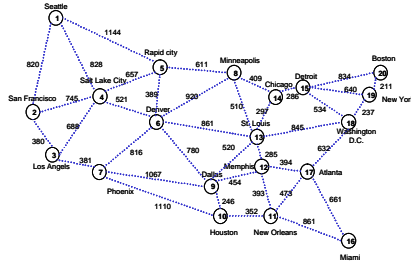 Seattle
1
1144
Rapid city
5
611
Minneapolis
8
409
Chicago
14
286
Detroit
15
834
Boston
20
211
640
19
New Yor
237
820
828
657
Salt Lake City
4
745
San Francisco
2
521
389
920
510
297
534
18
Washington
D.C.
Denver
6
861
St. Louis
13
845
380
688
3
Los Angels
381
7
Phoenix
816
780
520
285
Memphis
12
394
632
17
Atlanta
1067
Dallas
9
454
393
473
661
1110
246
10
Houston
352
11
New Orleans
861
16
Miami